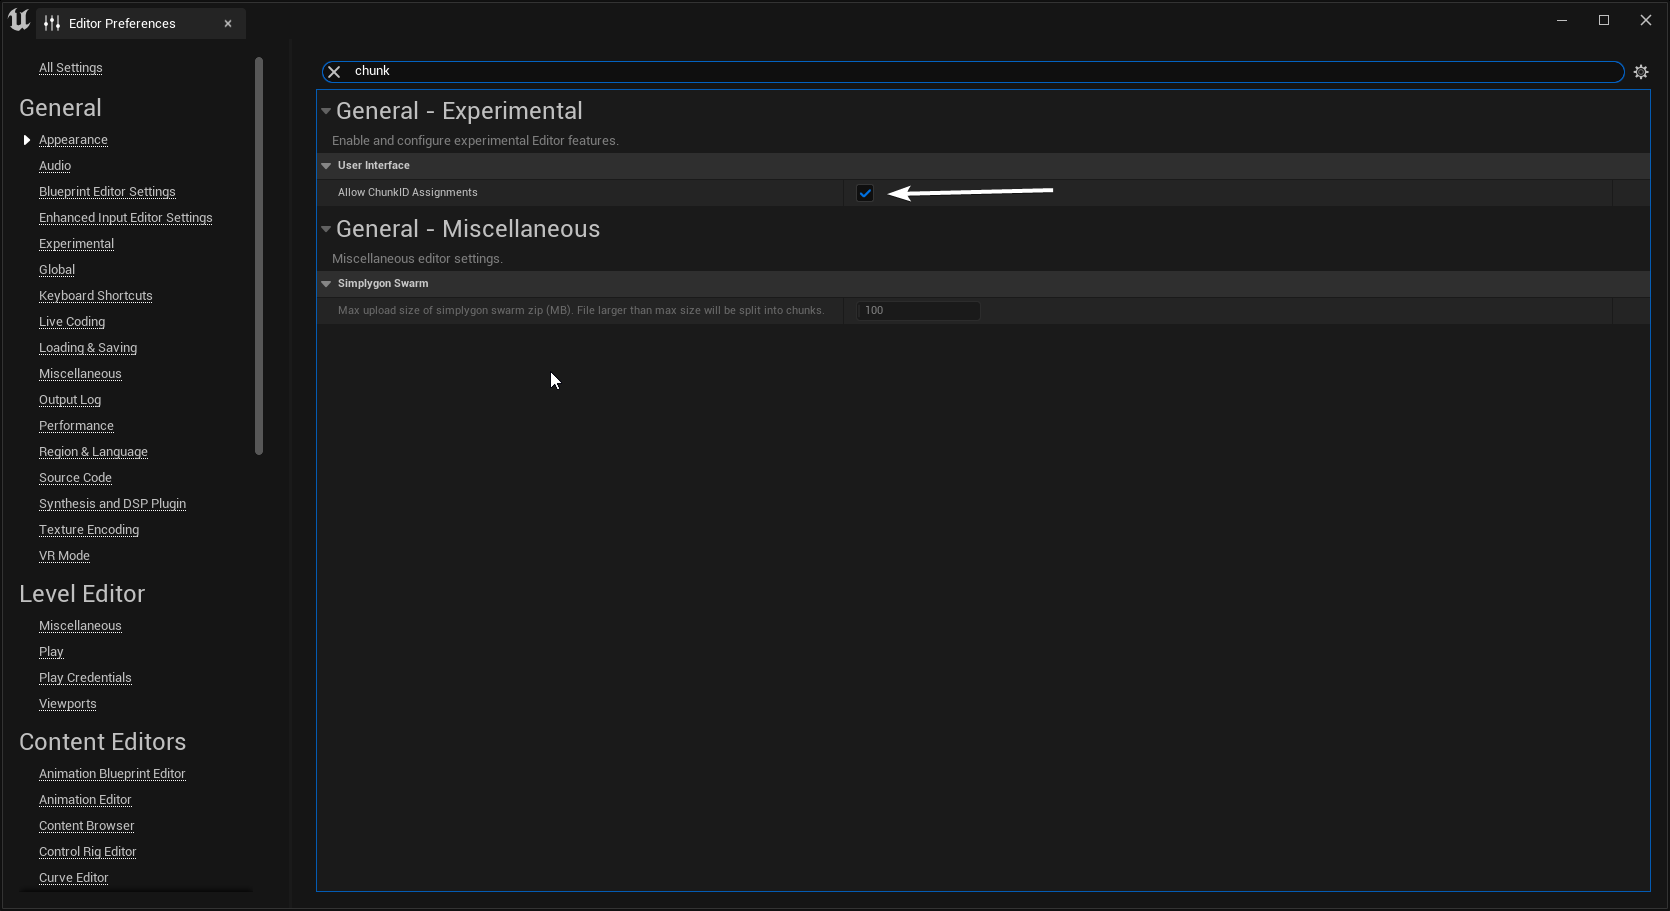 Editor Preferences
All Settings
General
Appearance
Audio
Blueprint Editor Settings
Enhanced Input Editor Settings
Experimental
Global
Keyboard Shortcuts
Live Coding
Loading & Saving
Miscellaneous
Output Log
Performance
Region & Language
Source Code
Synthesis and DSP Plugin
Texture Encoding
VR Mode
Level Editor
Miscellaneous
Play
Play Credentials
Viewports
Content Editors
Animation Blueprint Editor
Animation Editor
Content Browser
Control Rig Editor
Curve Editor
chunk
General - Experimental
Enable and configure experimental Editor features.
User Interface
Allow ChunkID Assignments
General - Miscellaneous
Miscellaneous editor settings.
Simplygon Swarm
Max upload size of simplygon swarm zip (MB). File larger than max size will be split into chunks. 100